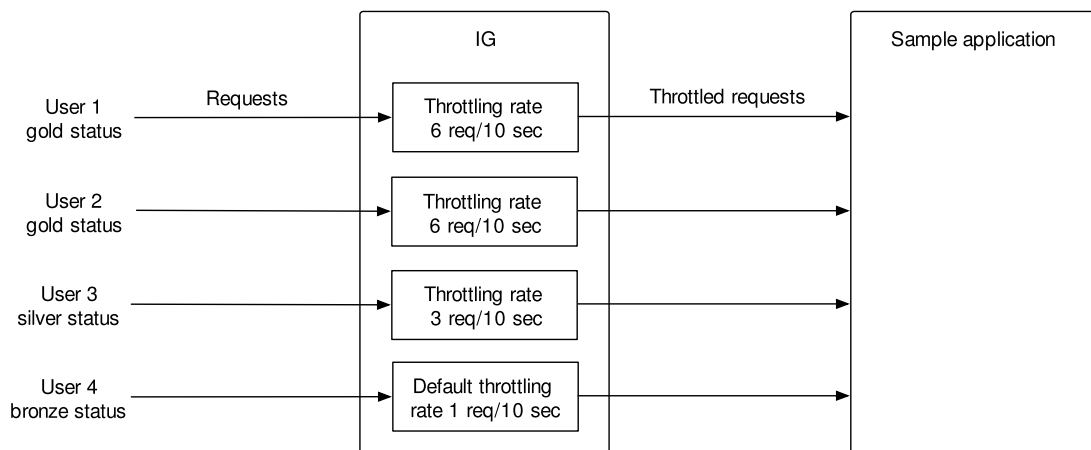 IG
Sample application
User 1
gold status
Requests
Throttling rate
6 req/10 sec
Throttled requests
User 2
gold status
Throttling rate
6 req/10 sec
User 3
silver status
Throttling rate
3 req/10 sec
User 4
bronze status
Default throttling
rate 1 req/10 sec